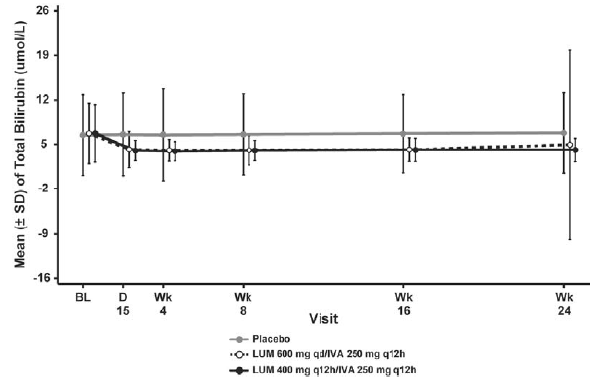 Mean (± SD) of Total Bilirubin (umol/L)
26
19
12
5
-2
-9
-16
BL
D
15
Wk
4
Wk
8
Wk
16
Wk
24
Visit
Placebo
LUM 600 mg qd/IVA 250 mg q12h
LUM 400 mg q12h/IVA 250 mg q12h